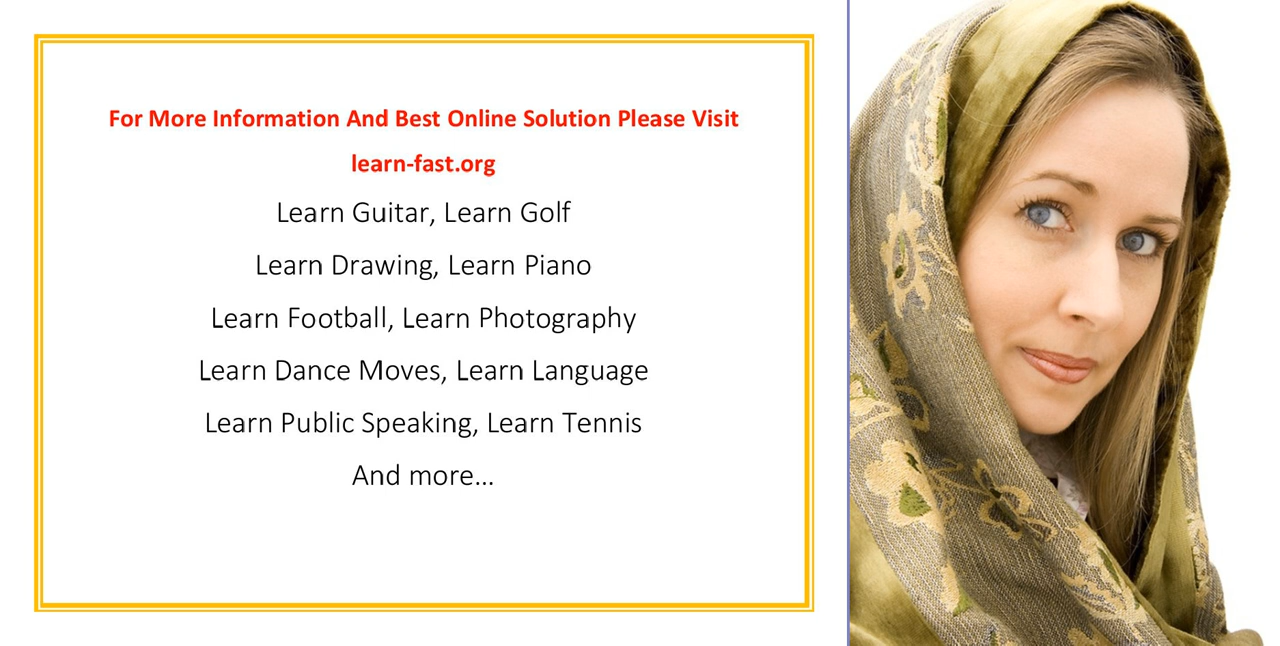 For More Information And Best Online Solution Please Visit
learn-fast.org
Learn Guitar, Learn Golf
Learn Drawing, Learn Piano
Learn Football, Learn Photography
Learn Dance Moves, Learn Language
Learn Public Speaking, Learn Tennis
And more...